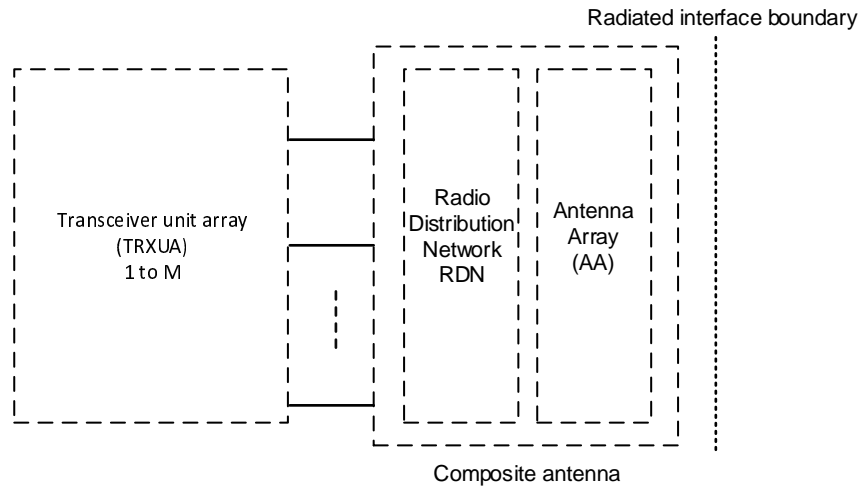 Radiated interface boundary
Transceiver unit array
(TRXUA)
1 to M
Radio
Distribution
Network
RDN
Antenna
Array
(AA)
Composite antenna